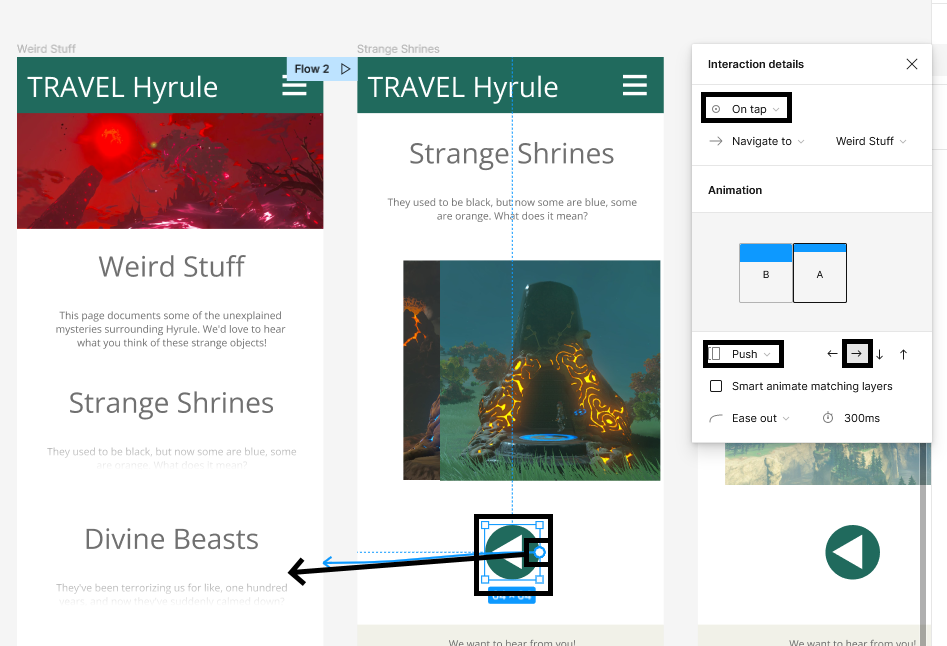 Weird Stuff
TRAVEL Hyrule
Flow 2
Weird Stuff
This page documents some of the unexplained
mysteries surrounding Hyrule. We'd love to hear
what you think of these strange objects!
Strange Shrines
They used to be black, but now some are blue, some
are orange. What does it mean?
Divine Beasts
They've been terrorizing us for like, one hundred
years, and now they've suddenly calmed down?
Strange Shrines
TRAVEL Hyrule
Strange Shrines
They used to be black, but now some are blue, some
are orange. What does it mean?
64 × 64
We want to hear from you!
We want to hear from you!
Interaction details
On tap
Navigate to
Weird Stuff
Animation
B
A
Push
Smart animate matching layers
Ease out
300ms